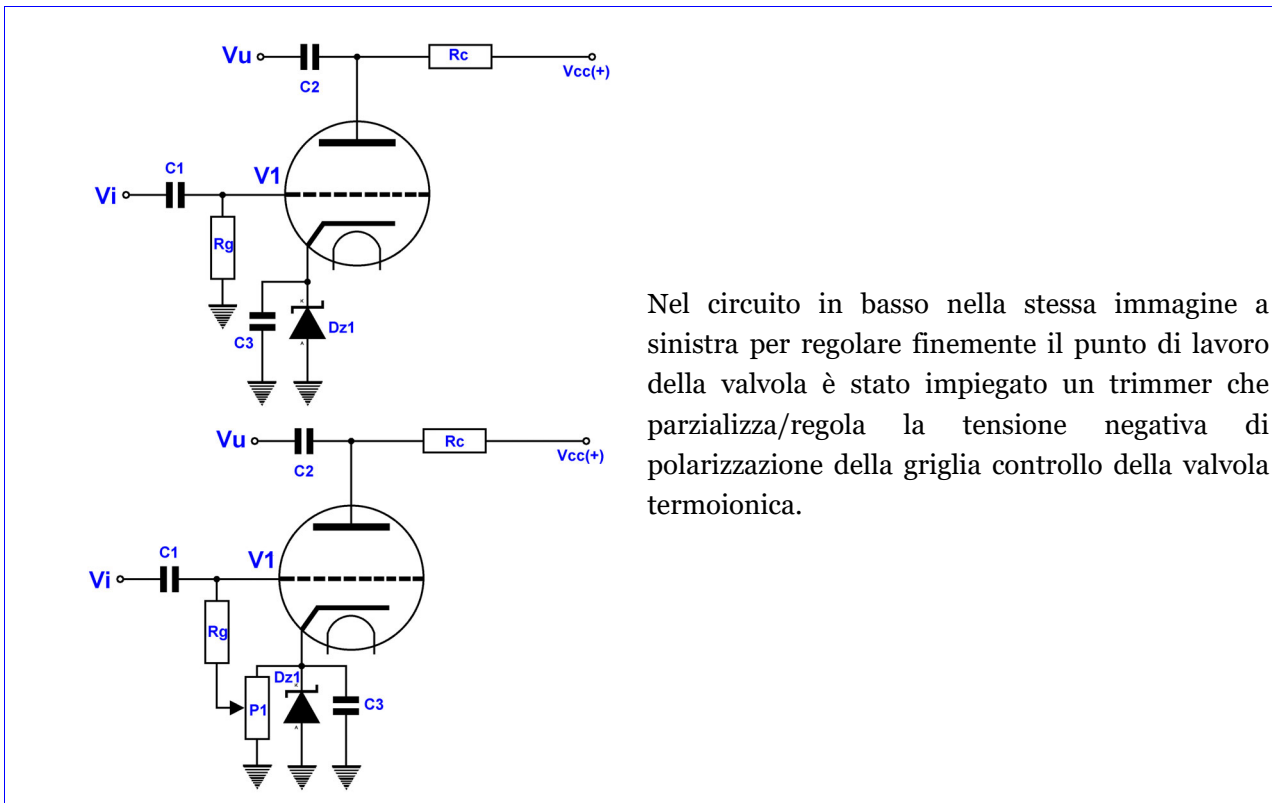 Vu
C2
Rc
Vcc(+)
C1
Vi
V1
Rg
K
Dz1
C3
A
Vu
C2
Rc
Vcc(+)
C1
Vi
V1
Rg
Dz1
K
P1
C3
A
Nel circuito in basso nella stessa immagine a
sinistra per regolare finemente il punto di lavoro
della valvola è stato impiegato un trimmer che
parzializza/regola la tensione negativa di
polarizzazione della griglia controllo della valvola
termoionica.